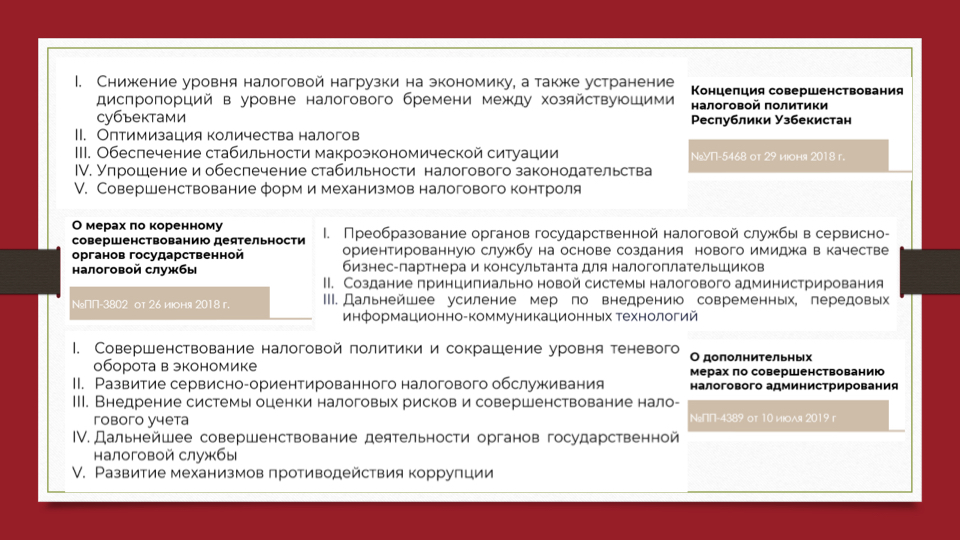 I. Снижение уровня налоговой нагрузки на экономику, а также устранение
диспропорций в уровне налогового бремени между хозяйствующими
субъектами
II. Оптимизация количества налогов
III. Обеспечение стабильности макроэкономической ситуации
IV. Упрощение и обеспечение стабильности налогового законодательства
V. Совершенствование форм и механизмов налогового контроля
Концепция совершенствования
налоговой политики
Республики Узбекистан
№УП-5468 от 29 июня 2018 г.
О мерах по коренному
совершенствованию деятельности
органов государственной
налоговой службы
№ПП-3802 от 26 июня 2018 г.
I. Преобразование органов государственной налоговой службы в сервисно-
ориентированную службу на основе создания нового имиджа в качестве
бизнес-партнера и консультанта для налогоплательщиков
II. Создание принципиально новой системы налогового администрирования
III. Дальнейшее усиление мер по внедрению современных, передовых
информационно-коммуникационных технологий
I. Совершенствование налоговой политики и сокращение уровня теневого
оборота в экономике
II. Развитие сервисно-ориентированного налогового обслуживания
III. Внедрение системы оценки налоговых рисков и совершенствование нало-
гового учета
IV. Дальнейшее совершенствование деятельности органов государственной
налоговой службы
V. Развитие механизмов противодействия коррупции
О дополнительных
мерах по совершенствованию
налогового администрирования
№ПП-4389 от 10 июля 2019 г